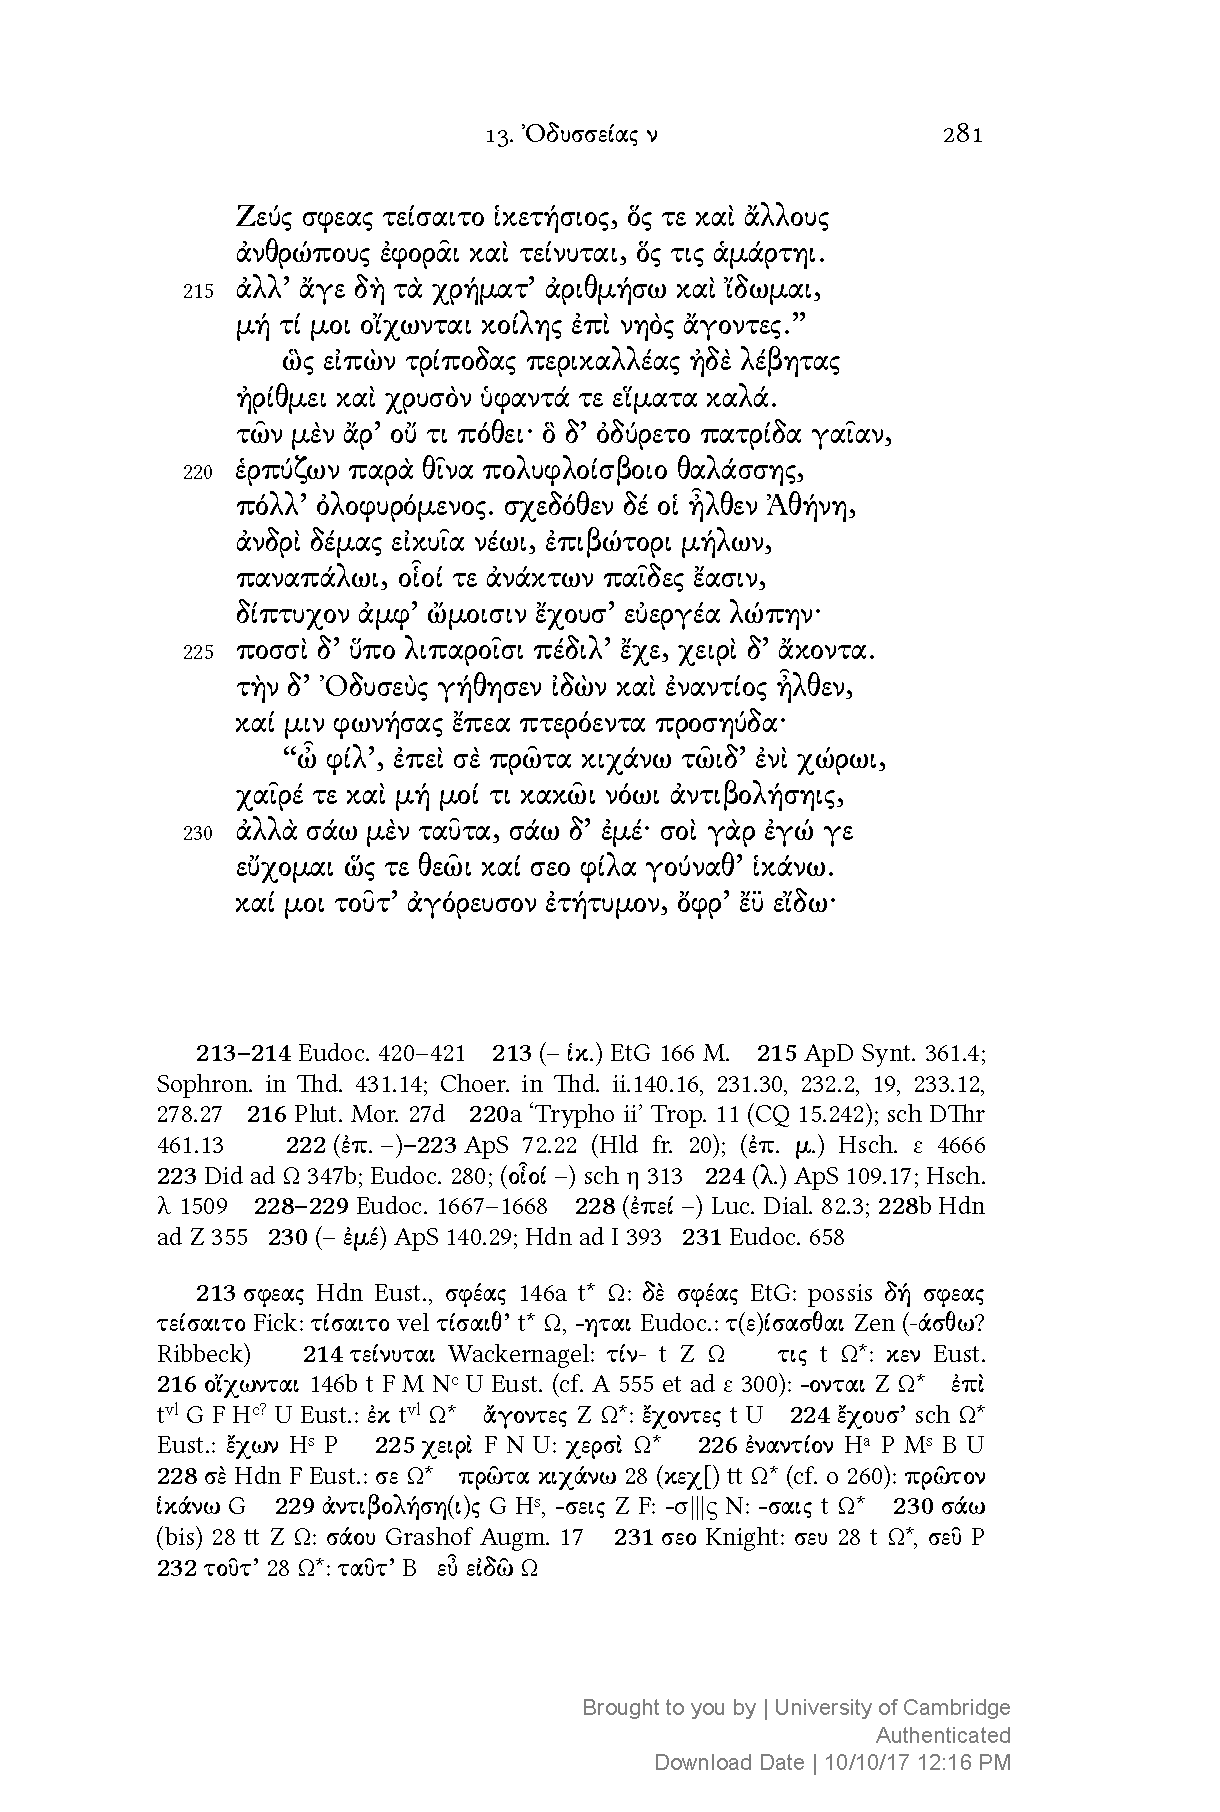 13. Ὀδυσσείας ν 281
Ζεύς σφεας τείσαιτο ἱκετήσιος, ὅς τε καὶ ἄλλους
ἀνθρώπους ἐφορᾶι καὶ τείνυται, ὅς τις ἁμάρτηι.
215 ἀλλ’ ἄγε δὴ τὰ χρήματ’ ἀριθμήσω καὶ ἴδωμαι,
μή τί μοι οἴχωνται κοίλης ἐπὶ νηὸς ἄγοντες.”
ὣς εἰπὼν τρίποδας περικαλλέας ἠδὲ λέβητας
ἠρίθμει καὶ χρυσὸν ὑφαντά τε εἵματα καλά.
τῶν μὲν ἄρ’ οὔ τι πόθει· ὃ δ’ ὀδύρετο πατρίδα γαῖαν,
220 ἑρπύζων παρὰ θῖνα πολυφλοίσβοιο θαλάσσης,
πόλλ’ ὀλοφυρόμενος. σχεδόθεν δέ οἱ ἦλθεν Ἀθήνη,
ἀνδρὶ δέμας εἰκυῖα νέωι, ἐπιβώτορι μήλων,
παναπάλωι, οἷοί τε ἀνάκτων παῖδες ἔασιν,
δίπτυχον ἀμφ’ ὤμοισιν ἔχουσ’ εὐεργέα λώπην·
225 ποσσὶ δ’ ὕπο λιπαροῖσι πέδιλ’ ἔχε, χειρὶ δ’ ἄκοντα.
τὴν δ’ Ὀδυσεὺς γήθησεν ἰδὼν καὶ ἐναντίος ἦλθεν,
καί μιν φωνήσας ἔπεα πτερόεντα προσηύδα·
“ὦ φίλ’, ἐπεὶ σὲ πρῶτα κιχάνω τῶιδ’ ἐνὶ χώρωι,
χαῖρέ τε καὶ μή μοί τι κακῶι νόωι ἀντιβολήσηις,
230 ἀλλὰ σάω μὲν ταῦτα, σάω δ’ ἐμέ· σοὶ γὰρ ἐγώ γε
εὔχομαι ὥς τε θεῶι καί σεο φίλα γούναθ’ ἱκάνω.
καί μοι τοῦτ’ ἀγόρευσον ἐτήτυμον, ὄφρ’ ἔϋ εἴδω·
213–214 Eudoc. 420–421 213 (– ἱκ.) EtG 166 M. 215 ApD Synt. 361.4;
Sophron. in Thd. 431.14; Choer. in Thd. ii.140.16, 231.30, 232.2, 19, 233.12,
278.27 216 Plut. Mor. 27d 220a ‘Trypho ii’ Trop. 11 (CQ 15.242); sch DThr
461.13 222 (ἐπ. –)–223 ApS 72.22 (Hld fr. 20); (ἐπ. μ.) Hsch. ε 4666
223 Did ad Ω 347b; Eudoc. 280; (οἷοί –) sch η 313 224 (λ.) ApS 109.17; Hsch.
λ 1509 228–229 Eudoc. 1667–1668 228 (ἐπεί –) Luc. Dial. 82.3; 228b Hdn
ad Z 355 230 (– ἐμέ) ApS 140.29; Hdn ad I 393 231 Eudoc. 658
213 σφεας Hdn Eust., σφέας 146a t* Ω: δὲ σφέας EtG: possis δή σφεας
τείσαιτο Fick: τίσαιτο vel τίσαιθ’ t* Ω, -ηται Eudoc.: τ(ε)ίσασθαι Zen (-άσθω?
Ribbeck) 214 τείνυται Wackernagel: τίν- t Z Ω τις t Ω*: κεν Eust.
216 οἴχωνται 146b t F M Nᶜ U Eust. (cf. A 555 et ad ε 300): -ονται Z Ω* ἐπὶ
tᵛˡ G F Hᶜ? U Eust.: ἐκ tᵛˡ Ω* ἄγοντες Z Ω*: ἔχοντες t U 224 ἔχουσ’ sch Ω*
Eust.: ἔχων Hˢ P 225 χειρὶ F N U: χερσὶ Ω* 226 ἐναντίον Hᵃ P Mˢ B U
228 σὲ Hdn F Eust.: σε Ω* πρῶτα κιχάνω 28 (κεχ[) tt Ω* (cf. ο 260): πρῶτον
ἱκάνω G 229 ἀντιβολήση(ι)ς G Hˢ, -σεις Z F: -σ|||ς N: -σαις t Ω* 230 σάω
(bis) 28 tt Z Ω: σάου Grashof Augm. 17 231 σεο Knight: σευ 28 t Ω*, σεῦ P
232 τοῦτ’ 28 Ω*: ταῦτ’ B εὖ εἰδῶ Ω
Brought to you by | University of Cambridge
Authenticated
Download Date | 10/10/17 12:16 PM